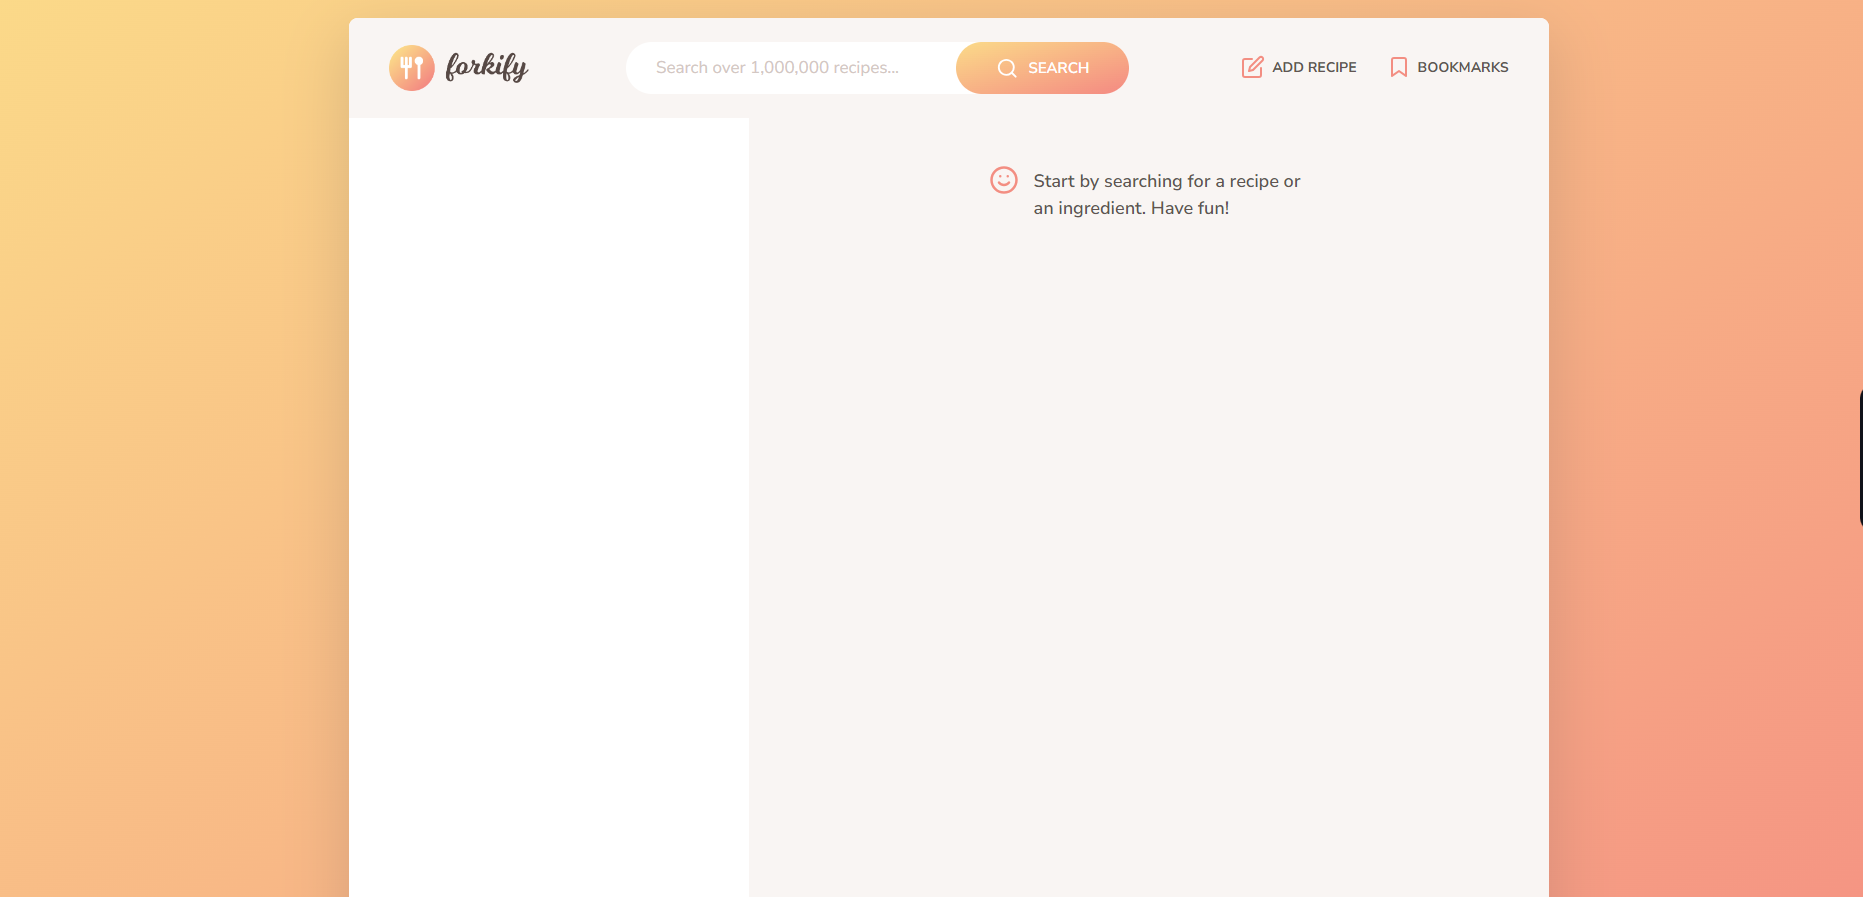 forkify
Search over 1,000,000 recipes...
SEARCH
ADD RECIPE
BOOKMARKS
Start by searching for a recipe or
an ingredient. Have fun!